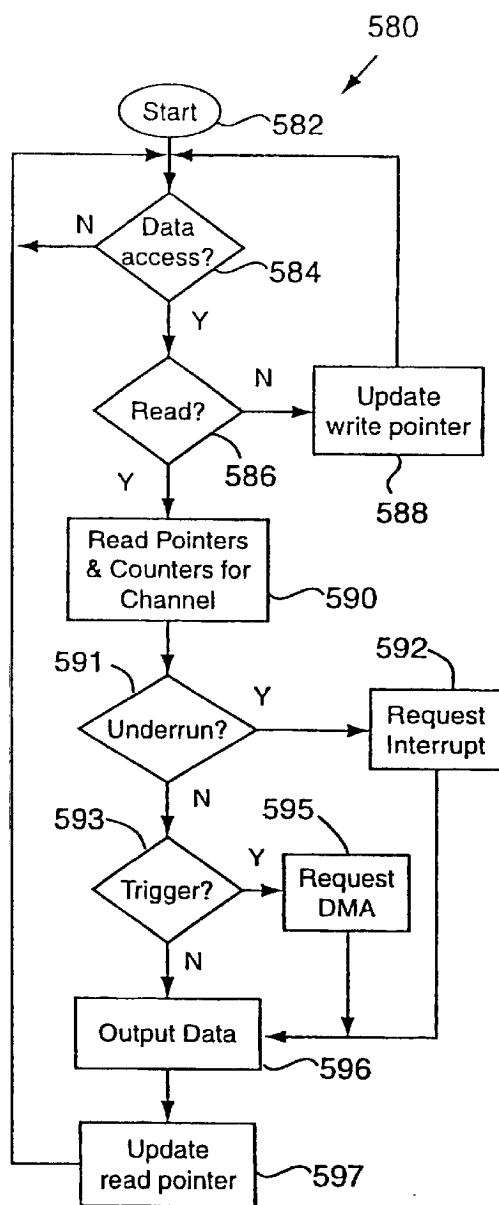 580
Start
582
N
Data
access?
584
Y
Read?
N
586
Update
write pointer
588
Y
Read Pointers
& Counters for
Channel
590
591
592
Underrun?
Y
Request
Interrupt
N
593
595
Trigger?
Y
Request
DMA
N
Output Data
596
Update
read pointer
597